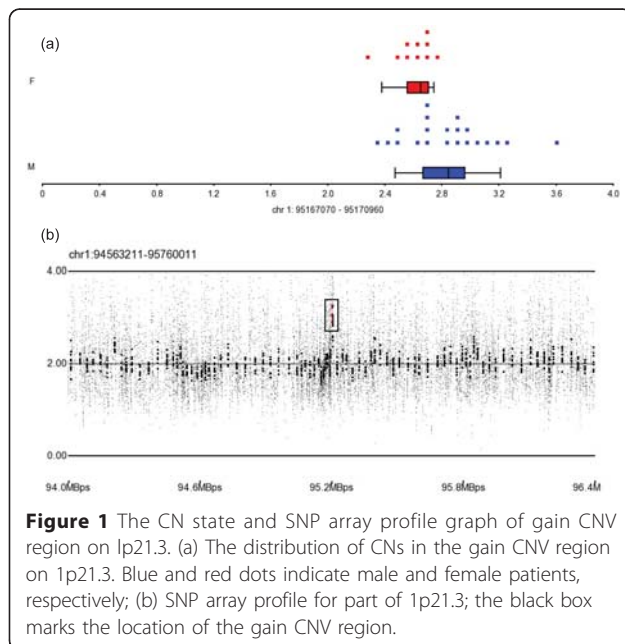 (a)
F
M
0 0.4 0.8 1.2 1.6 2.0 2.4 2.8 3.2 3.6 4.0
chr 1: 95167070 - 95170960
(b)
chr1:94563211-95760011
4.00
2.00
0.00
94.0MBps 94.6MBps 95.2MBps 95.8MBps 96.4M
Figure 1 The CN state and SNP array profile graph of gain CNV
region on lp21.3. (a) The distribution of CNs in the gain CNV region
on 1p21.3. Blue and red dots indicate male and female patients,
respectively; (b) SNP array profile for part of 1p21.3; the black box
marks the location of the gain CNV region.